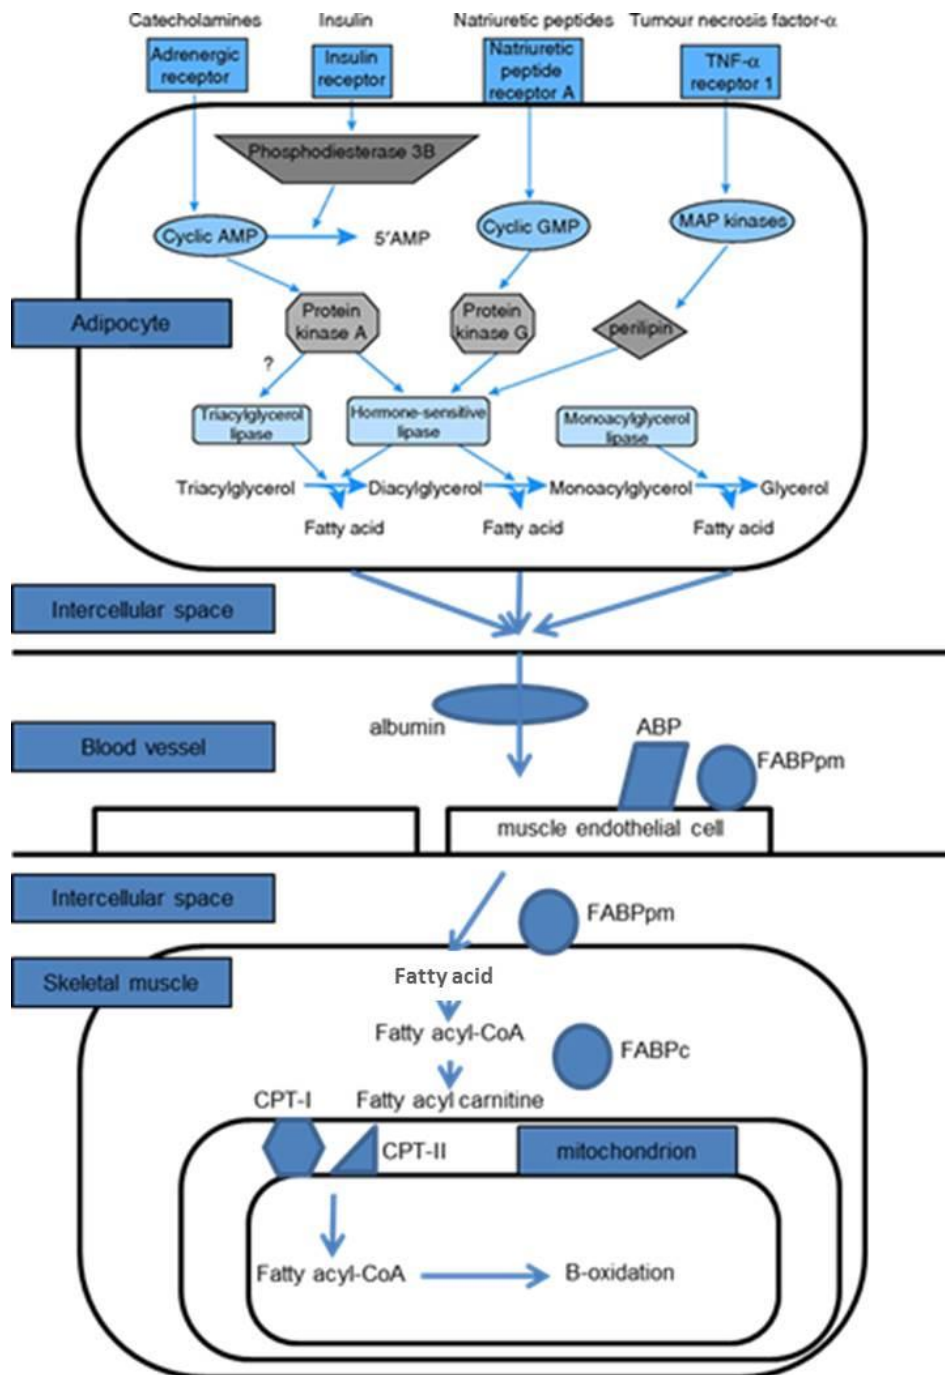 Catecholamines
Insulin
Natriuretic peptides
Tumour necrosis factor-α
Adrenergic
receptor
Insulin
receptor
Natriuretic
peptide
receptor A
TNF-α
receptor 1
Phosphodiesterase 3B
Cyclic AMP
5′AMP
Cyclic GMP
MAP kinases
Adipocyte
Protein
kinase A
Protein
kinase G
perilipin
?
Triacylglycerol
lipase
Hormone-sensitive
lipase
Monoacylglycerol
lipase
Triacylglycerol
Diacylglycerol
Monoacylglycerol
Glycerol
Fatty acid
Fatty acid
Fatty acid
Intercellular space
albumin
ABP
Blood vessel
FABPpm
muscle endothelial cell
Intercellular space
FABPpm
Skeletal muscle
Fatty acid
Fatty acyl-CoA
FABPc
CPT-I
Fatty acyl carnitine
CPT-II
mitochondrion
Fatty acyl-CoA
B-oxidation